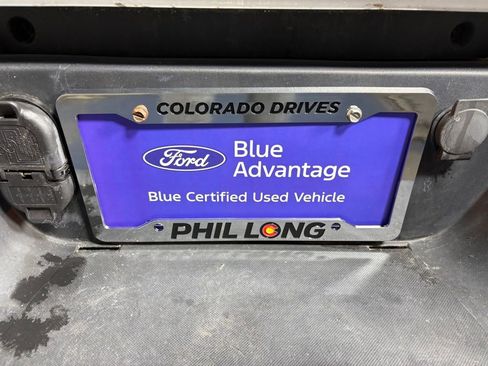 COLORADO DRIVES
Ford
Blue
Advantage
Blue Certified Used Vehicle
PHIL LONG